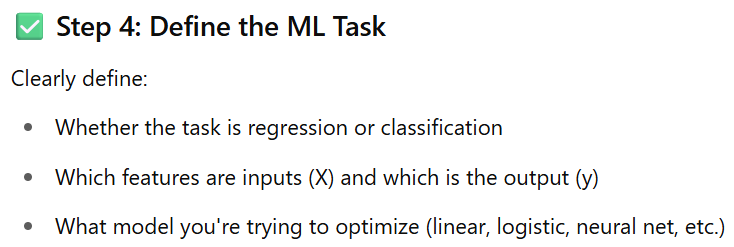 ✅ Step 4: Define the ML Task
Clearly define:
• Whether the task is regression or classification
• Which features are inputs (X) and which is the output (y)
• What model you're trying to optimize (linear, logistic, neural net, etc.)